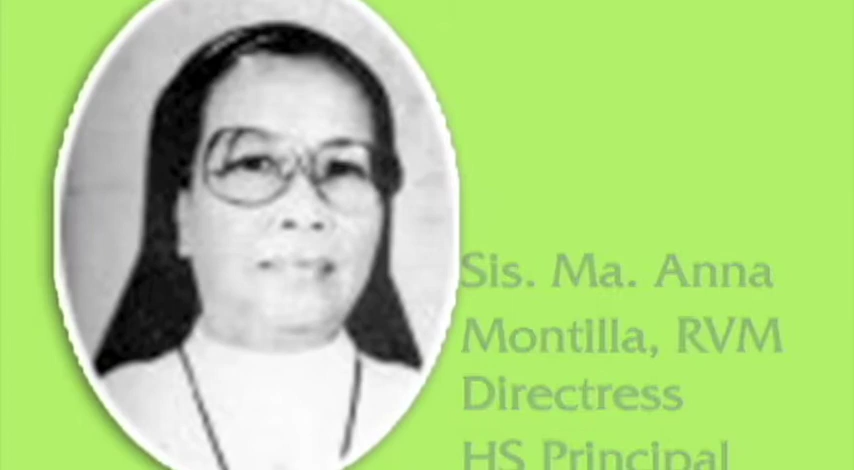 Sis. Ma. Anna
Montilla, RVM
Directress
HS Principal